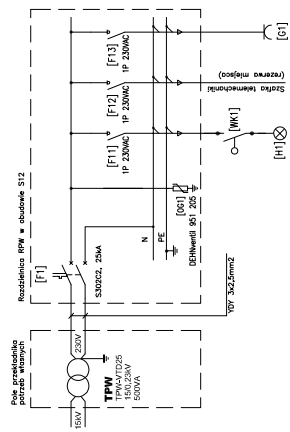 Rozdzielnica RPW w obudowie S12
[F13]
1P 230VAC
[G1]
[F12]
1P 230VAC
Szafka telemechaniki
(rezerwa miejsca)
[F11]
1P 230VAC
[WK1]
[H1]
[OG1]
DEHNventil 951 205
N
PE
[F1]
S302C2, 25kA
YDY 3x2,5mm2
Pole przekładnika
potrzeb własnych
230V
15kV
TPW
TPW-VTD25
15/0,23kV
500VA